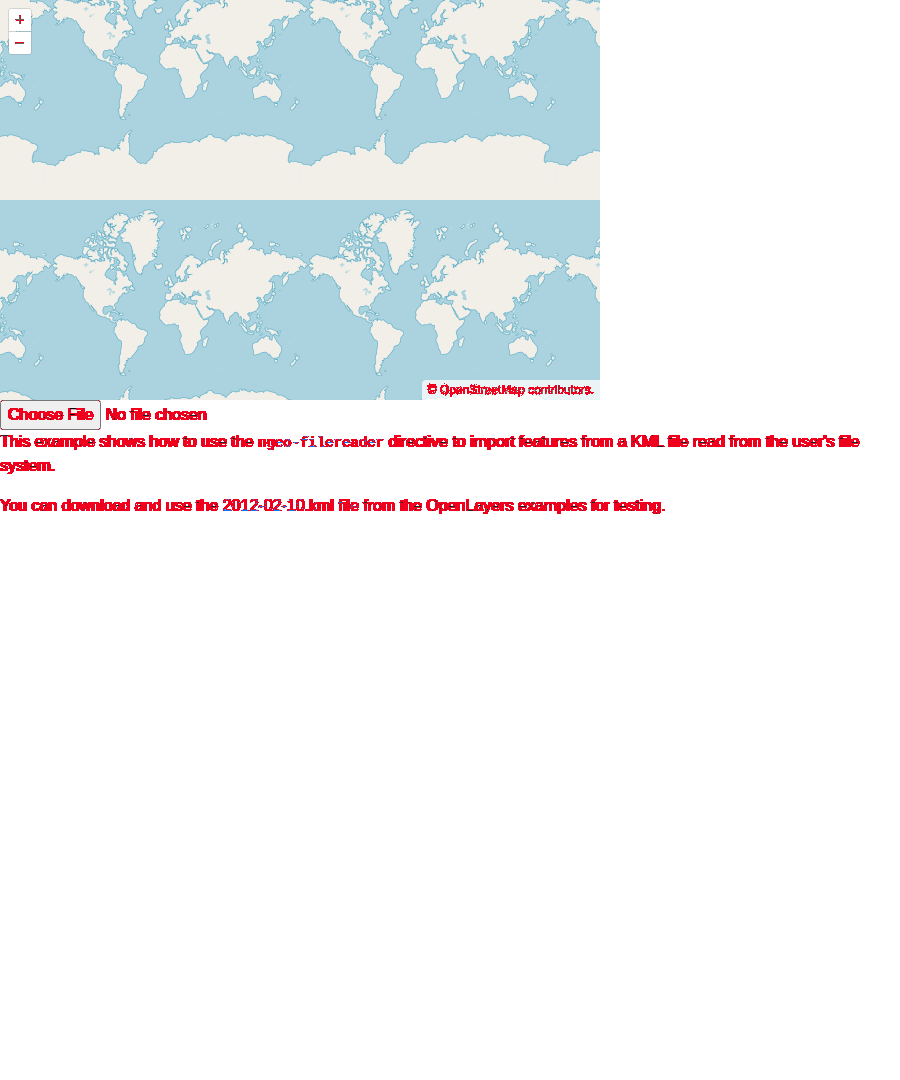 +
−
© OpenStreetMap contributors.
Choose File No file chosen
This example shows how to use the ngeo-filereader directive to import features from a KML file read from the user's file
system.
You can download and use the 2012-02-10.kml file from the OpenLayers examples for testing.